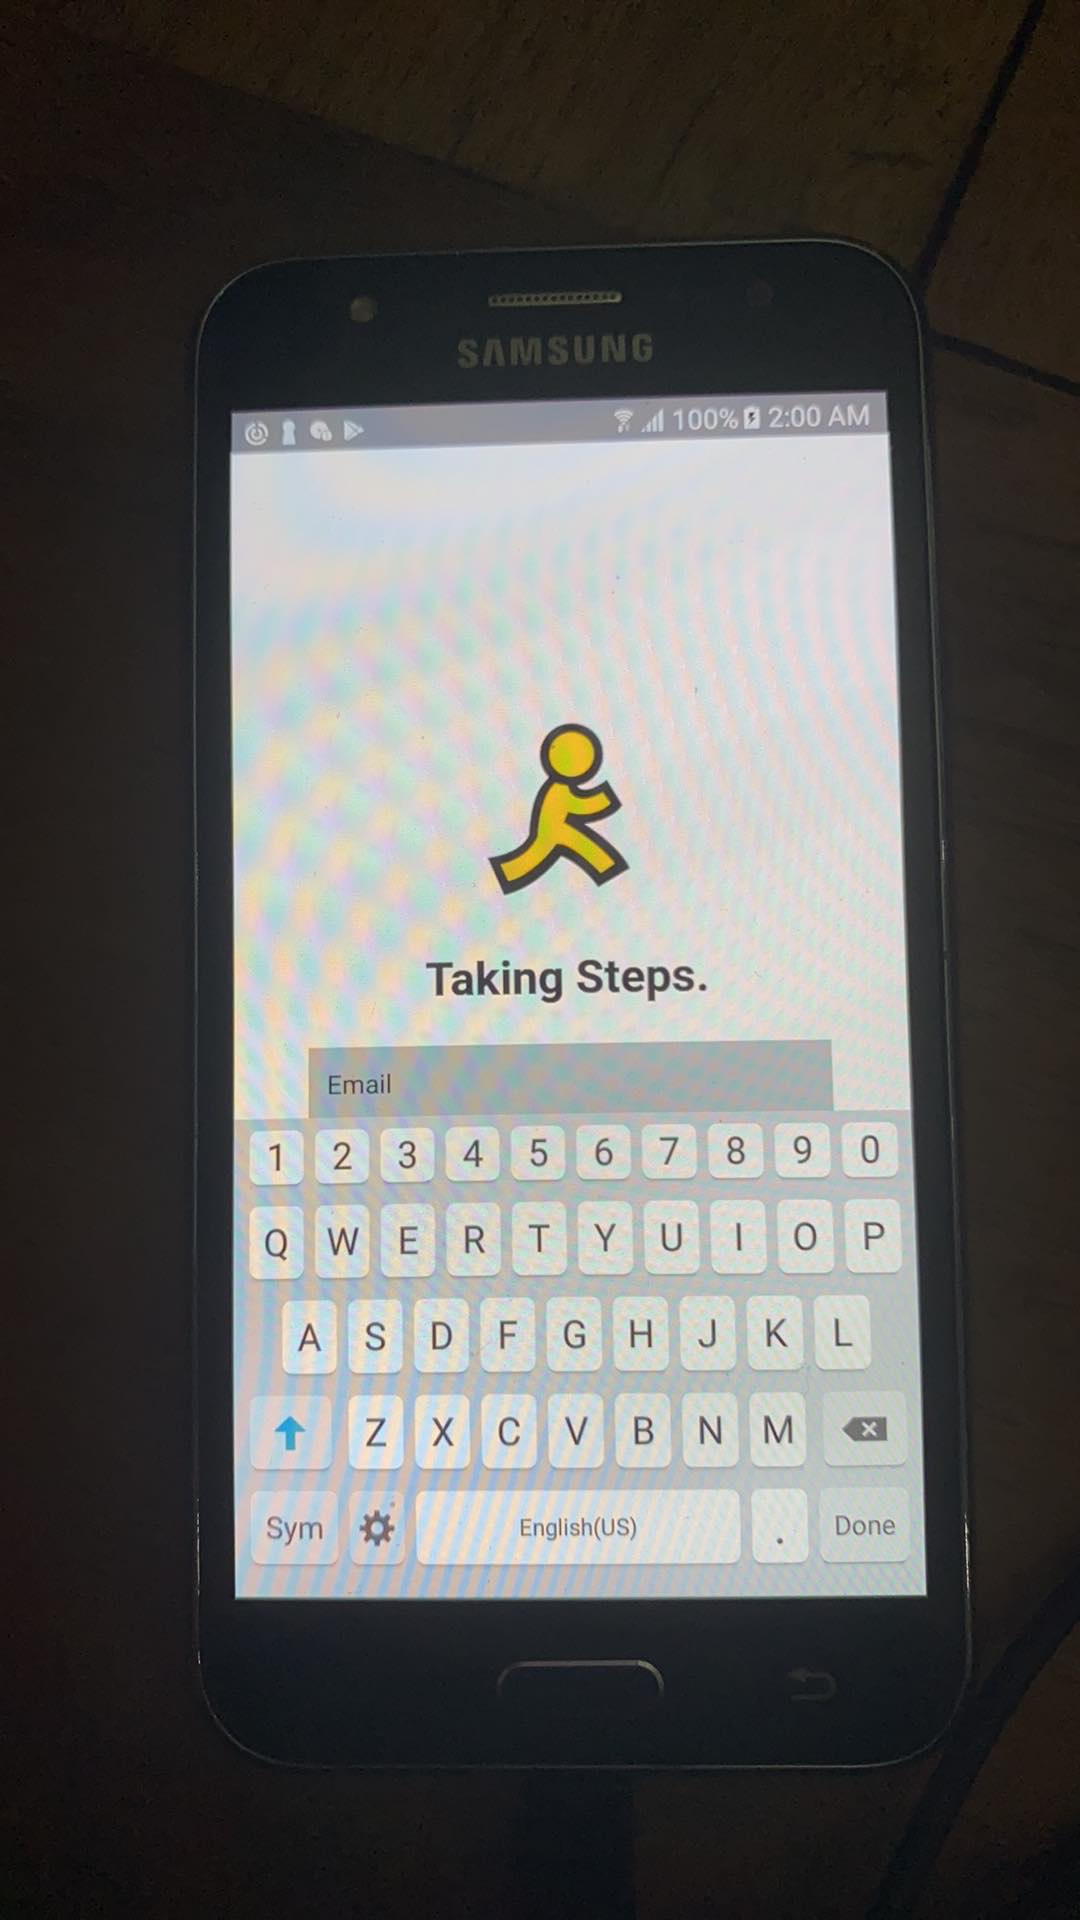 SAMSUNG
100% 2:00 AM
Taking Steps.
Email
1 2 3 4 5 6 7 8 9 0
Q W E R T Y U I O P
A S D F G H J K L
Z X C V B N M
Sym English(US) . Done